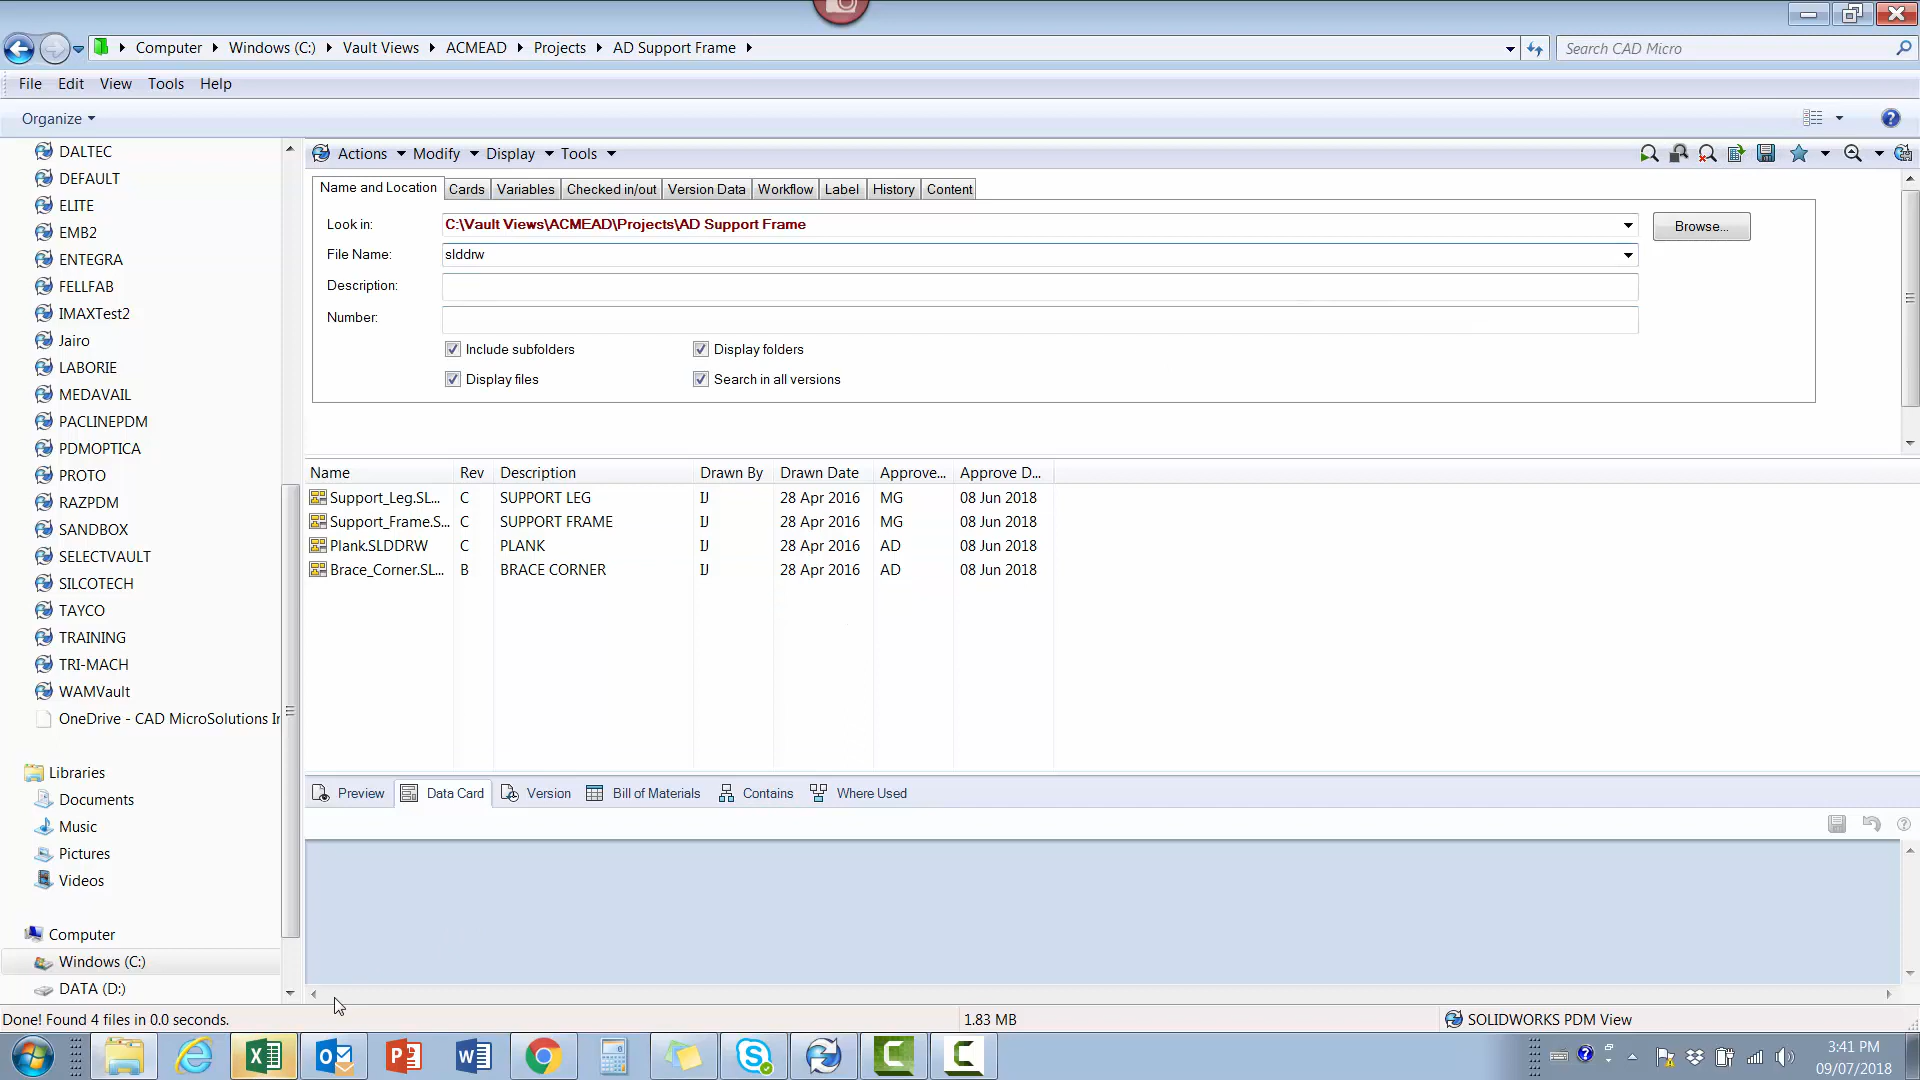 Computer Windows (C:) Vault Views ACMEAD Projects AD Support Frame
Search CAD Micro
File Edit View Tools Help
Organize
DALTEC
DEFAULT
ELITE
EMB2
ENTEGRA
FELLFAB
IMAXTest2
Jairo
LABORIE
MEDAVAIL
PACLINEPDM
PDMOPTICA
PROTO
RAZPDM
SANDBOX
SELECTVAULT
SILCOTECH
TAYCO
TRAINING
TRI-MACH
WAMVault
OneDrive - CAD MicroSolutions In
Libraries
Documents
Music
Pictures
Videos
Computer
Windows (C:)
DATA (D:)
Actions Modify Display Tools
Name and Location Cards Variables Checked in/out Version Data Workflow Label History Content
Look in: C:\Vault Views\ACMEAD\Projects\AD Support Frame Browse...
File Name: slddrw
Description:
Number:
Include subfolders Display folders
Display files Search in all versions
Name Rev Description Drawn By Drawn Date Approve... Approve D...
Support_Leg.SL... C SUPPORT LEG IJ 28 Apr 2016 MG 08 Jun 2018
Support_Frame.S... C SUPPORT FRAME IJ 28 Apr 2016 MG 08 Jun 2018
Plank.SLDDRW C PLANK IJ 28 Apr 2016 AD 08 Jun 2018
Brace_Corner.SL... B BRACE CORNER IJ 28 Apr 2016 AD 08 Jun 2018
Preview Data Card Version Bill of Materials Contains Where Used
Done! Found 4 files in 0.0 seconds. 1.83 MB SOLIDWORKS PDM View
3:41 PM
09/07/2018